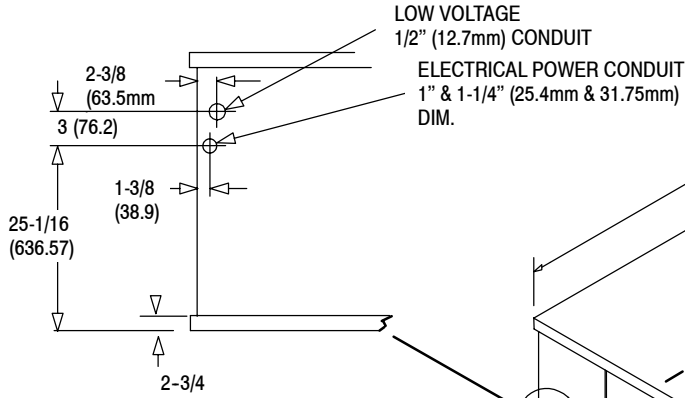 LOW VOLTAGE
1/2” (12.7mm) CONDUIT
ELECTRICAL POWER CONDUIT
1” & 1-1/4” (25.4mm & 31.75mm)
DIM.
2-3/8
(63.5mm
3 (76.2)
1-3/8
(38.9)
25-1/16
(636.57)
2-3/4